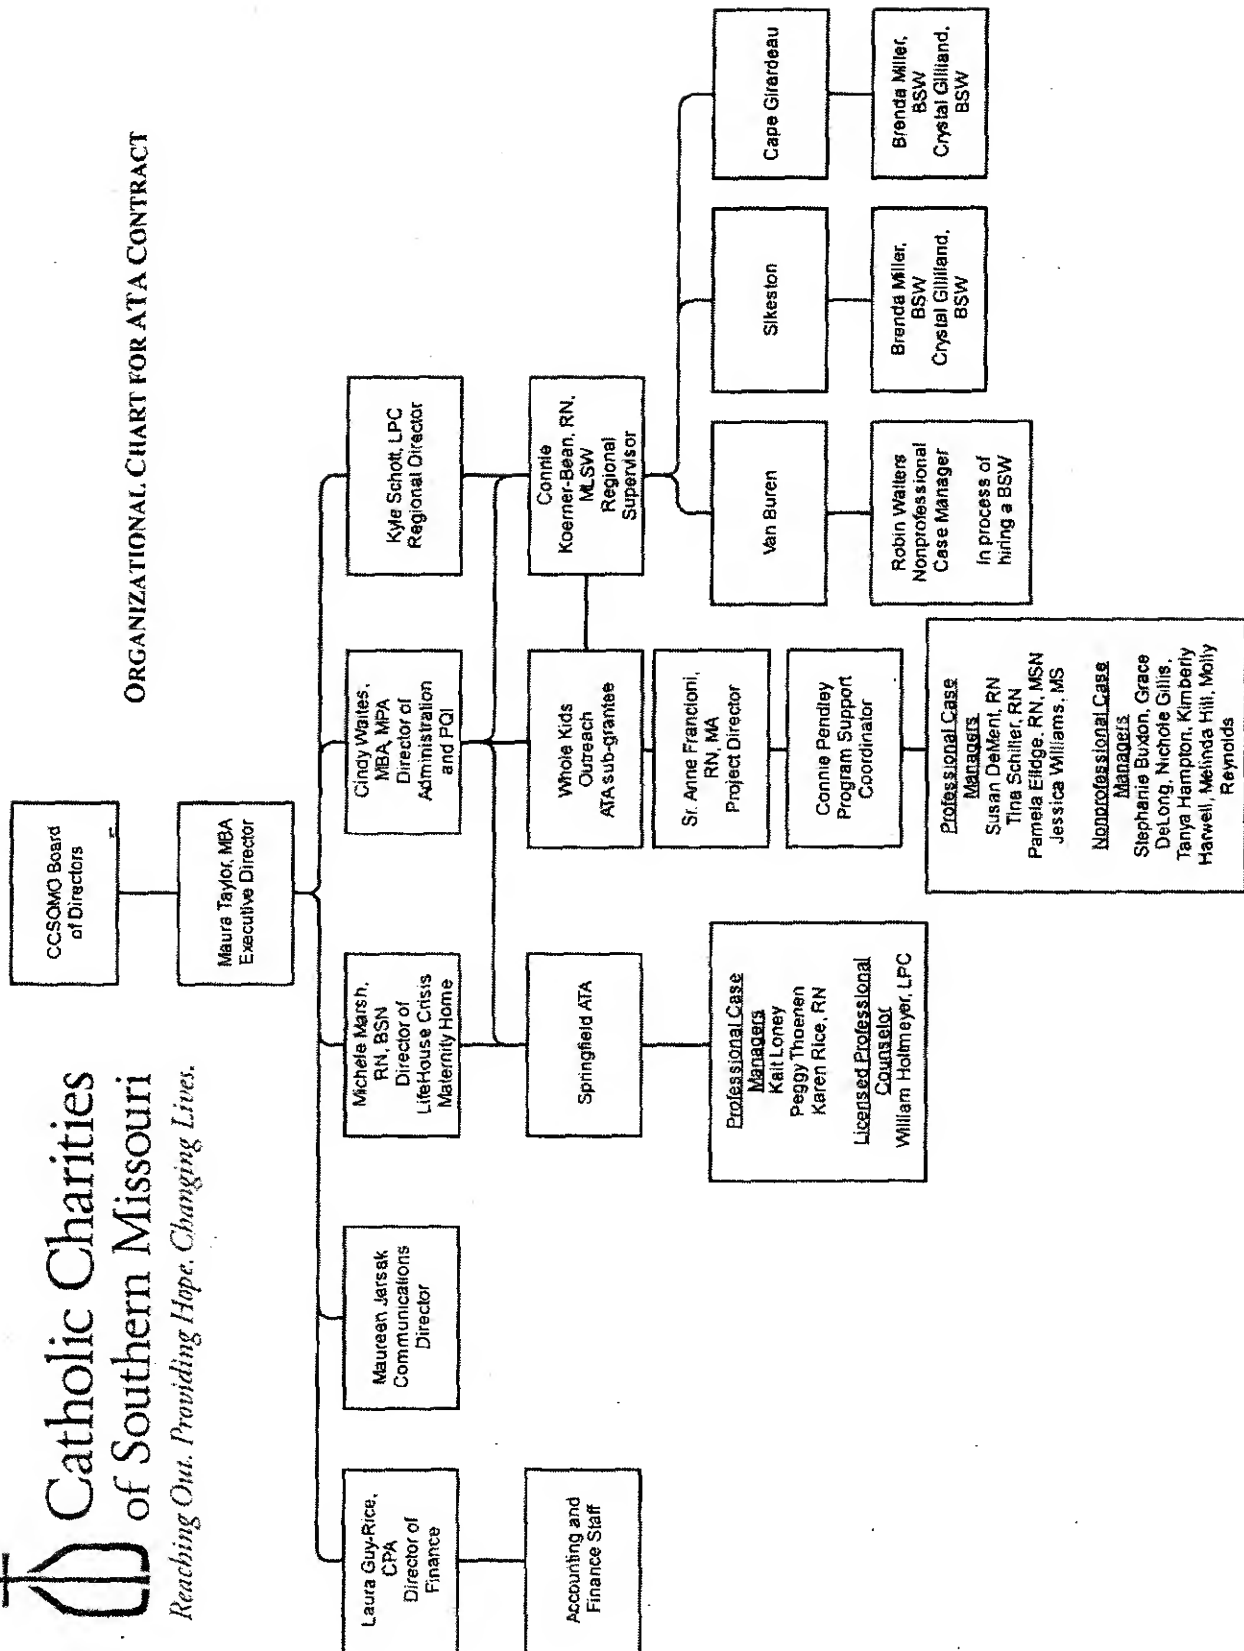 Catholic Charities
of Southern Missouri
Reaching Out. Providing Hope. Changing Lives.
ORGANIZATIONAL CHART FOR ATA CONTRACT
CCSOMO Board
of Directors
Maura Taylor, MBA
Executive Director
Laura Guy-Rice,
CPA
Director of
Finance
Maureen Jarsak
Communications
Director
Michele Marsh,
RN, BSN
Director of
LifeHouse Crisis
Maternity Home
Cindy Waites,
MBA, MPA
Director of
Administration
and PQI
Kyle Schott, LPC
Regional Director
Accounting and
Finance Staff
Springfield ATA
Whole Kids
Outreach
ATA sub-grantee
Connie
Koerner-Bean, RN,
MLSW
Regional
Supervisor
Sr. Anne Francioni,
RN, MA
Project Director
Professional Case
Managers
Kait Loney
Peggy Thoenen
Karen Rice, RN
Licensed Professional
Counselor
William Holtmeyer, LPC
Connie Pendley
Program Support
Coordinator
Van Buren
Sikeston
Cape Girardeau
Professional Case
Managers
Susan DeMent, RN
Tina Schiller, RN
Pamela Ellidge, RN, MSN
Jessica Williams, MS
Nonprofessional Case
Managers
Stephanie Buxton, Grace
DeLong, Nichole Gillis,
Tanya Hampton, Kimberly
Harwell, Melinda Hill, Molly
Reynolds
Robin Walters
Nonprofessional
Case Manager
In process of
hiring a BSW
Brenda Miller,
BSW
Crystal Gilliland,
BSW
Brenda Miller,
BSW
Crystal Gilliland,
BSW